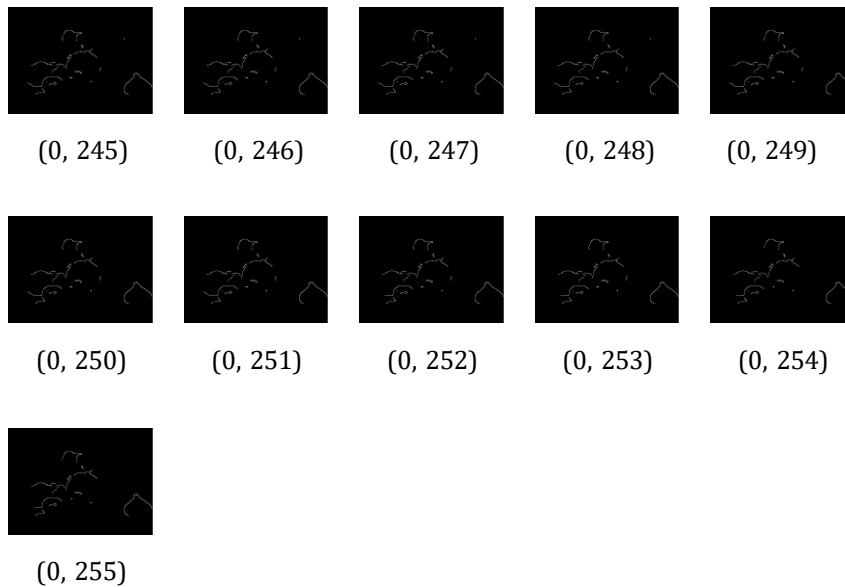 (0, 245) (0, 246) (0, 247) (0, 248) (0, 249)
(0, 250) (0, 251) (0, 252) (0, 253) (0, 254)
(0, 255)